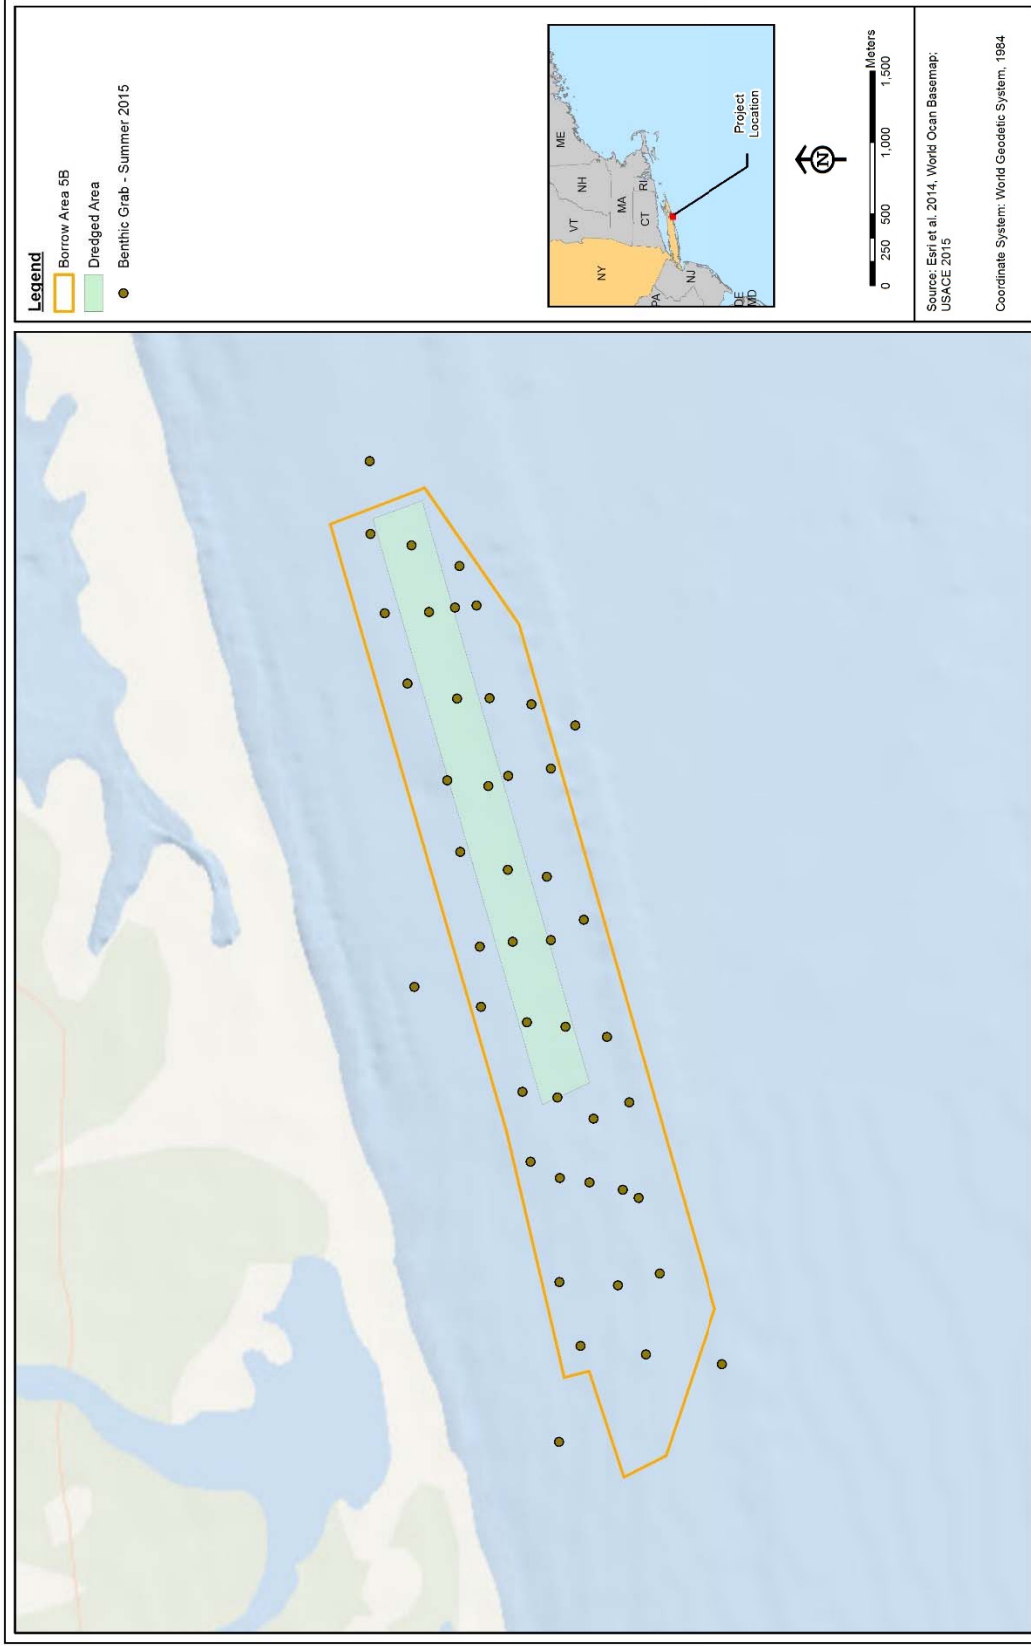 Legend
Borrow Area 5B
Dredged Area
Benthic Grab - Summer 2015
ME
VT
NH
MA
NY
CT
RI
PA
NJ
DE
MD
Project
Location
N
Meters
0 250 500 1,000 1,500
Source: Esri et al. 2014, World Ocan Basemap;
USACE 2015
Coordinate System: World Geodetic System, 1984